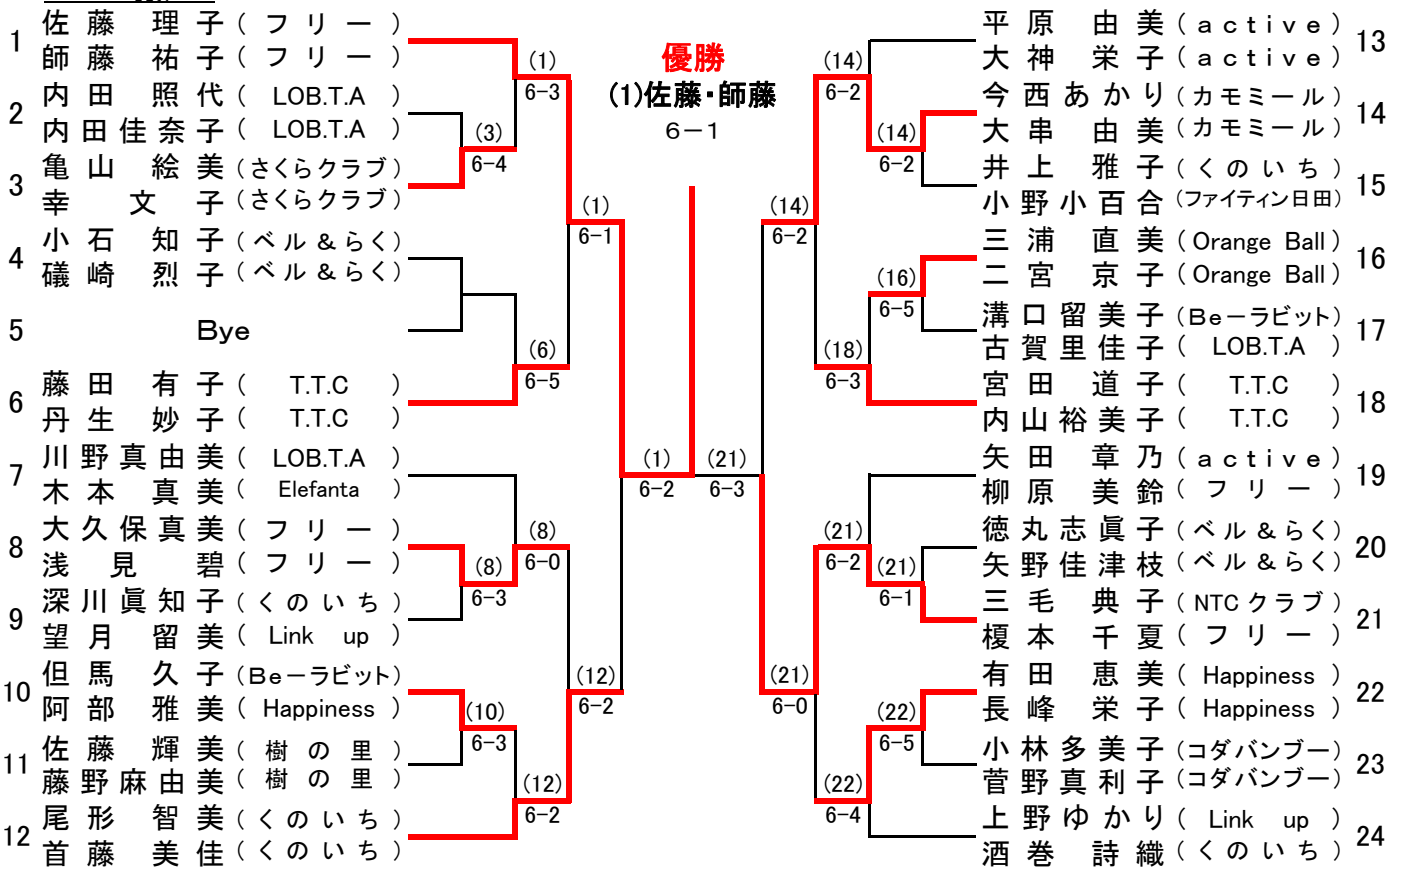 1 佐藤 理子(フリー)
師藤 祐子(フリー)
2 内田 照代(LOB.T.A)
内田佳奈子(LOB.T.A)
3 亀山 絵美(さくらクラブ)
幸 文子(さくらクラブ)
4 小石 知子(ベル&らく)
礒崎 烈子(ベル&らく)
5 Bye
6 藤田 有子(T.T.C)
丹生 妙子(T.T.C)
7 川野真由美(LOB.T.A)
木本 真美(Elefanta)
8 大久保真美(フリー)
浅見 碧(フリー)
9 深川眞知子(くのいち)
望月 留美(Link up)
10 但馬 久子(Be-ラビット)
阿部 雅美(Happiness)
11 佐藤 輝美(樹の里)
藤野麻由美(樹の里)
12 尾形 智美(くのいち)
首藤 美佳(くのいち)
(3)
6-4
(8)
6-3
(10)
6-3
(1)
6-3
(6)
6-5
(8)
6-0
(12)
6-2
(1)
6-1
(12)
6-2
(1)
6-2
優勝
(1)佐藤・師藤
6-1
(21)
6-3
(14)
6-2
(21)
6-0
(14)
6-2
(18)
6-3
(21)
6-2
(22)
6-4
(14)
6-2
(16)
6-5
(21)
6-1
(22)
6-5
平原 由美(active) 13
大神 栄子(active)
今西あかり(カモミール) 14
大串 由美(カモミール)
井上 雅子(くのいち) 15
小野小百合(ファイティン日田)
三浦 直美(Orange Ball) 16
二宮 京子(Orange Ball)
溝口留美子(Be-ラビット) 17
古賀里佳子(LOB.T.A)
宮田 道子(T.T.C) 18
内山裕美子(T.T.C)
矢田 章乃(active) 19
柳原 美鈴(フリー)
徳丸志眞子(ベル&らく) 20
矢野佳津枝(ベル&らく)
三毛 典子(NTCクラブ) 21
榎本 千夏(フリー)
有田 恵美(Happiness) 22
長峰 栄子(Happiness)
小林多美子(コダバンブー) 23
菅野真利子(コダバンブー)
上野ゆかり(Link up) 24
酒巻 詩織(くのいち)